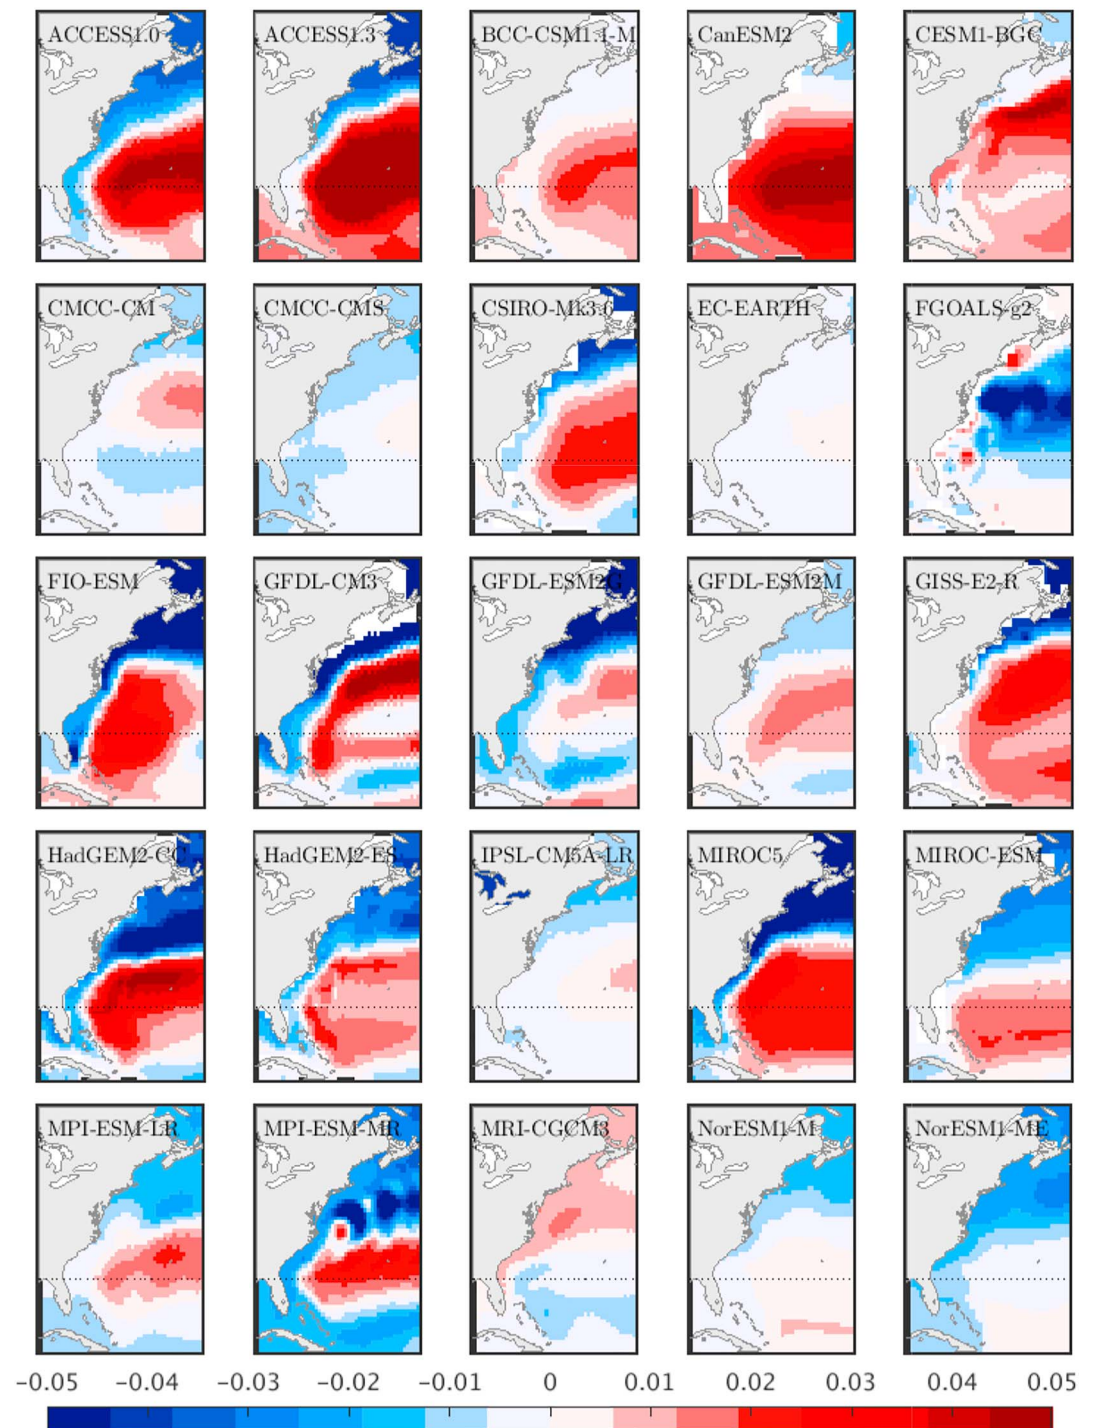 ACCESS1.0 ACCESS1.3 BCC-CSM1.1-M CanESM2 CESM1-BGC
CMCC-CM CMCC-CMS CSIRO-Mk3.6 EC-EARTH FGOALS-g2
FIO-ESM GFDL-CM3 GFDL-ESM2G GFDL-ESM2M GISS-E2-R
HadGEM2-CC HadGEM2-ES IPSL-CM5A-LR MIROC5 MIROC-ESM
MPI-ESM-LR MPI-ESM-MR MRI-CGCM3 NorESM1-M NorESM1-ME
−0.05 −0.04 −0.03 −0.02 −0.01 0 0.01 0.02 0.03 0.04 0.05